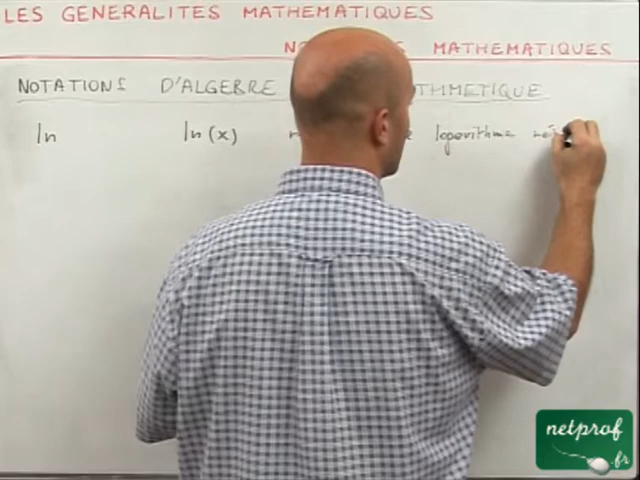 LES GENERALITES MATHEMATIQUES
MATHEMATIQUES
NOTATIONS D'ALGEBRE
ln ln(x) logarithme
netprof
.fr